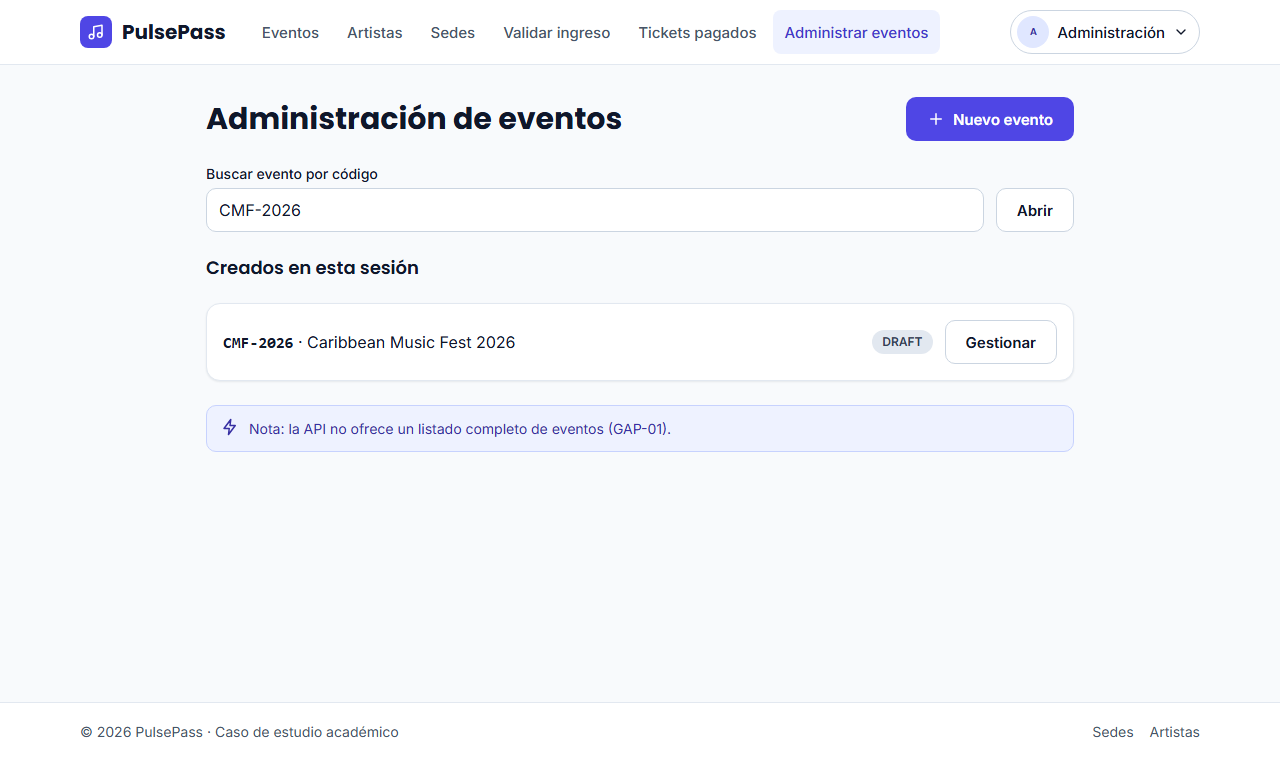 PulsePass
Eventos
Artistas
Sedes
Validar ingreso
Tickets pagados
Administrar eventos
A
Administración
Administración de eventos
Nuevo evento
Buscar evento por código
CMF-2026
Abrir
Creados en esta sesión
CMF-2026 · Caribbean Music Fest 2026
DRAFT
Gestionar
Nota: la API no ofrece un listado completo de eventos (GAP-01).
© 2026 PulsePass · Caso de estudio académico
Sedes
Artistas